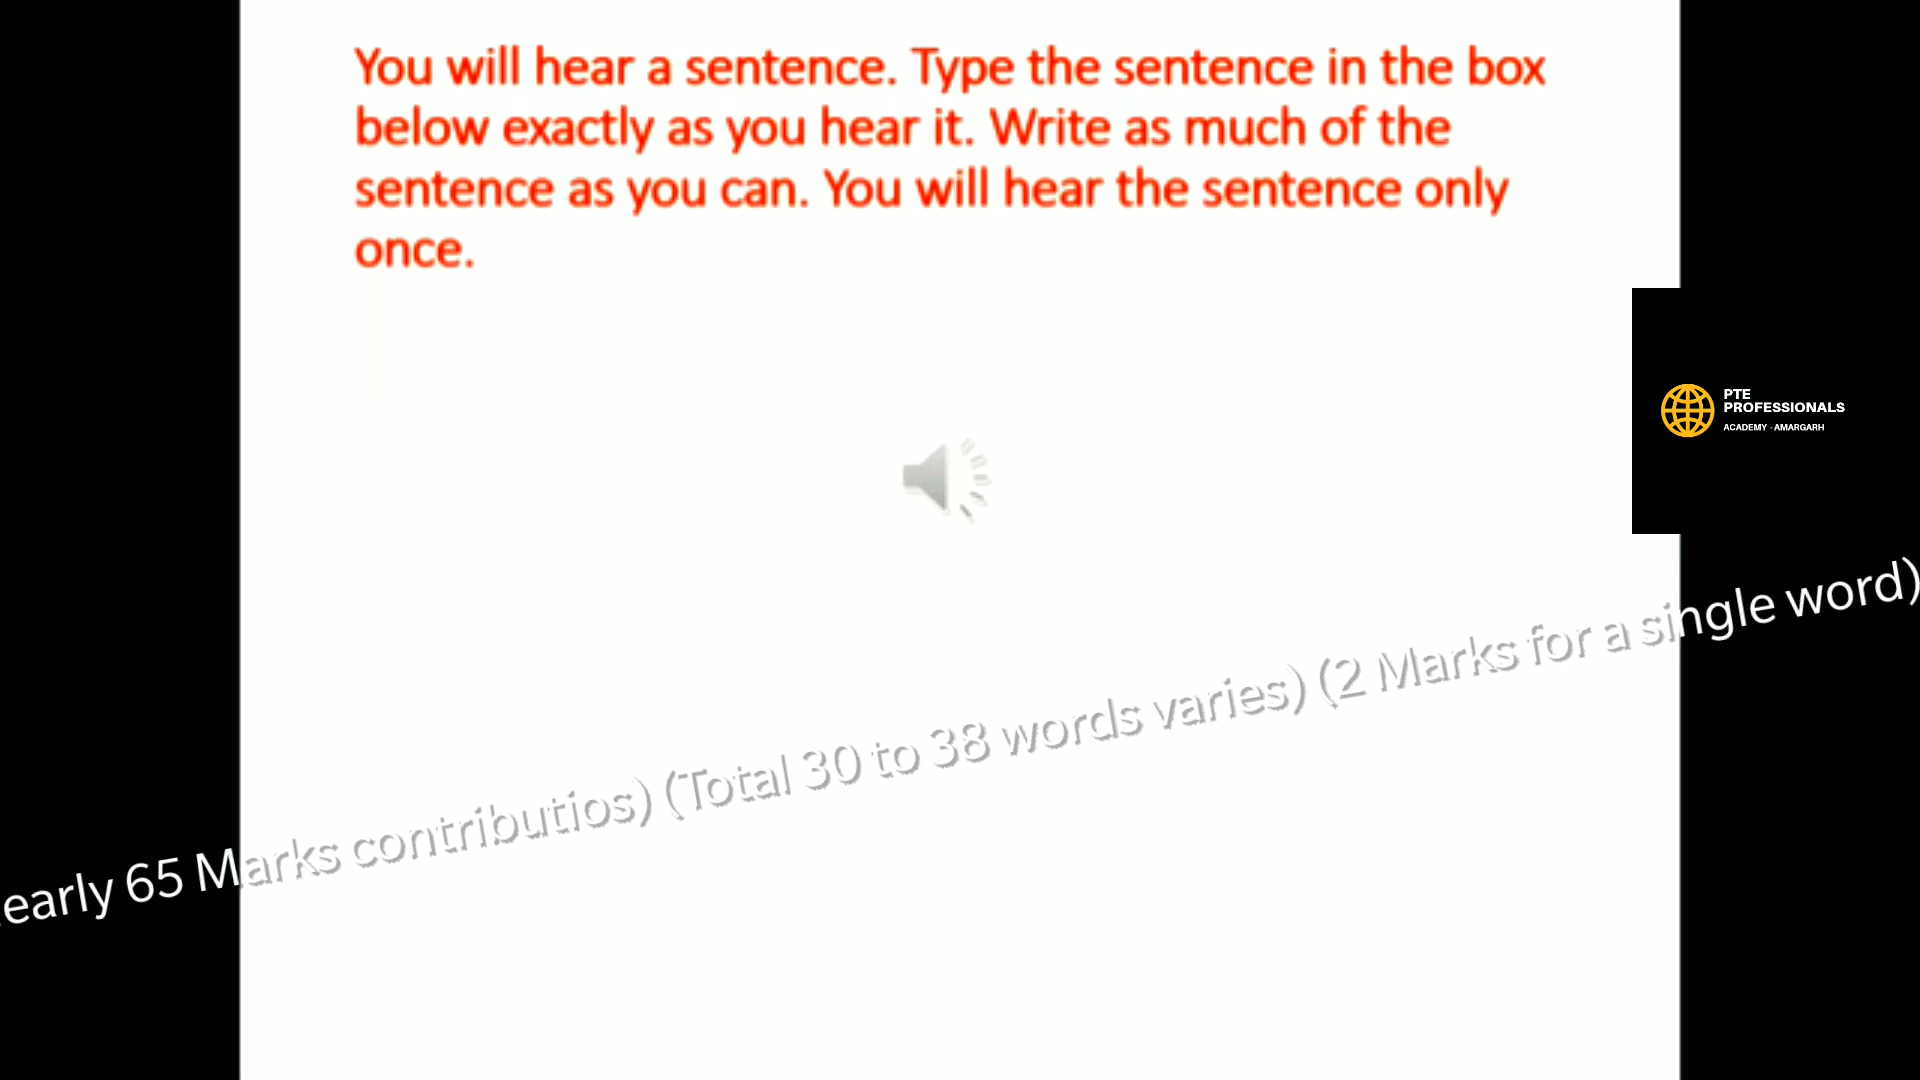 You will hear a sentence. Type the sentence in the box
below exactly as you hear it. Write as much of the
sentence as you can. You will hear the sentence only
once.
PTE
PROFESSIONALS
ACADEMY - AMARGARH
early 65 Marks contributios) (Total 30 to 38 words varies) (2 Marks for a single word)